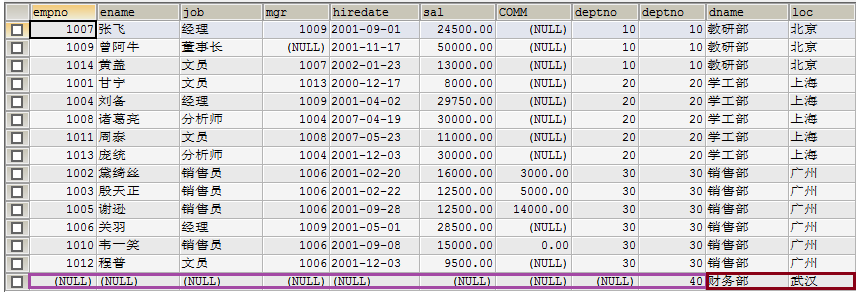 empno ename job mgr hiredate sal COMM deptno deptno dname loc
1007 张飞 经理 1009 2001-09-01 24500.00 (NULL) 10 10 教研部 北京
1009 曾阿牛 董事长 (NULL) 2001-11-17 50000.00 (NULL) 10 10 教研部 北京
1014 黄盖 文员 1007 2002-01-23 13000.00 (NULL) 10 10 教研部 北京
1001 甘宁 文员 1013 2000-12-17 8000.00 (NULL) 20 20 学工部 上海
1004 刘备 经理 1009 2001-04-02 29750.00 (NULL) 20 20 学工部 上海
1008 诸葛亮 分析师 1004 2007-04-19 30000.00 (NULL) 20 20 学工部 上海
1011 周泰 文员 1008 2007-05-23 11000.00 (NULL) 20 20 学工部 上海
1013 庞统 分析师 1004 2001-12-03 30000.00 (NULL) 20 20 学工部 上海
1002 黛绮丝 销售员 1006 2001-02-20 16000.00 3000.00 30 30 销售部 广州
1003 殷天正 销售员 1006 2001-02-22 12500.00 5000.00 30 30 销售部 广州
1005 谢逊 销售员 1006 2001-09-28 12500.00 14000.00 30 30 销售部 广州
1006 关羽 经理 1009 2001-05-01 28500.00 (NULL) 30 30 销售部 广州
1010 韦一笑 销售员 1006 2001-09-08 15000.00 0.00 30 30 销售部 广州
1012 程普 文员 1006 2001-12-03 9500.00 (NULL) 30 30 销售部 广州
(NULL) (NULL) (NULL) (NULL) (NULL) (NULL) (NULL) (NULL) 40 财务部 武汉